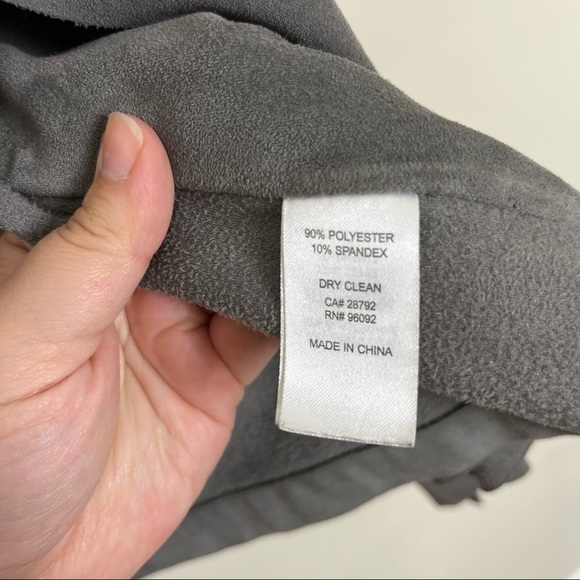 90% POLYESTER
10% SPANDEX
DRY CLEAN
CA# 28792
RN# 96092
MADE IN CHINA